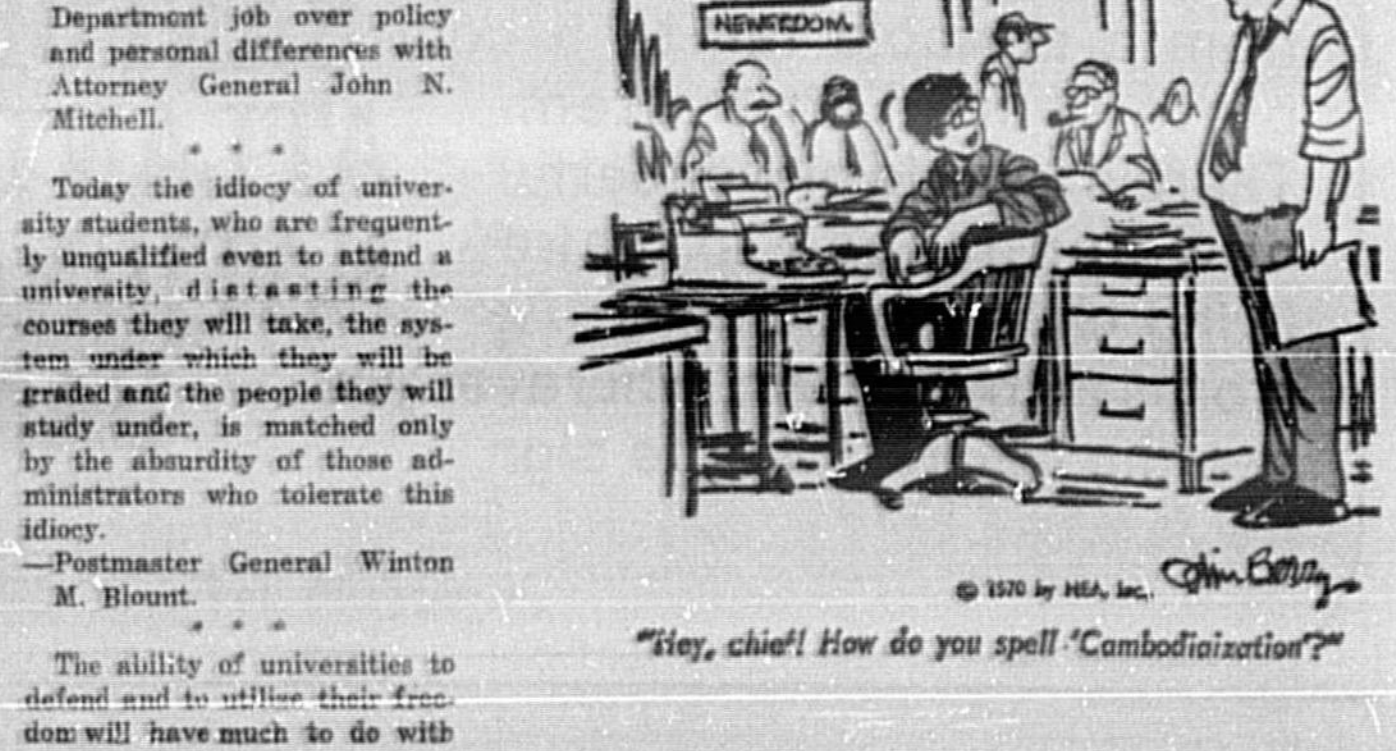 Department job over policy
and personal differences with
Attorney General John N.
Mitchell.
* * *
Today the idiocy of univer-
sity students, who are frequent-
ly unqualified even to attend a
university, distasting the
courses they will take, the sys-
tem under which they will be
graded and the people they will
study under, is matched only
by the absurdity of those ad-
ministrators who tolerate this
idiocy.
—Postmaster General Winton
M. Blount.
* * *
The ability of universities to
defend and to utilize their free-
dom will have much to do with
NEWSROOM
© 1970 by NEA, Inc.
Jim Berry
"Hey, chief! How do you spell 'Cambodiaization'?"